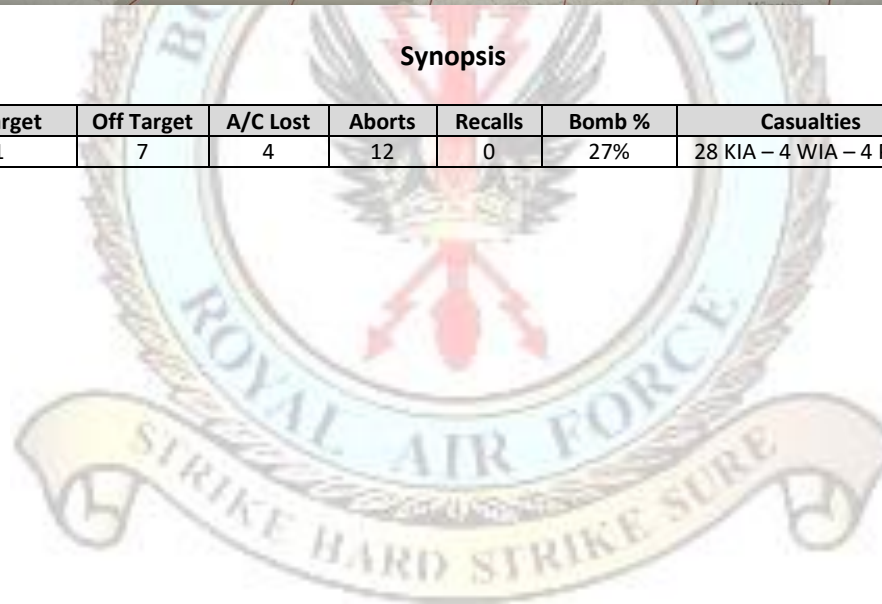 Synopsis
Off Target A/C Lost Aborts Recalls Bomb % Casualties
7 4 12 0 27% 28 KIA – 4 WIA – 4
ROYAL AIR FORCE
STRIKE HARD STRIKE SURE